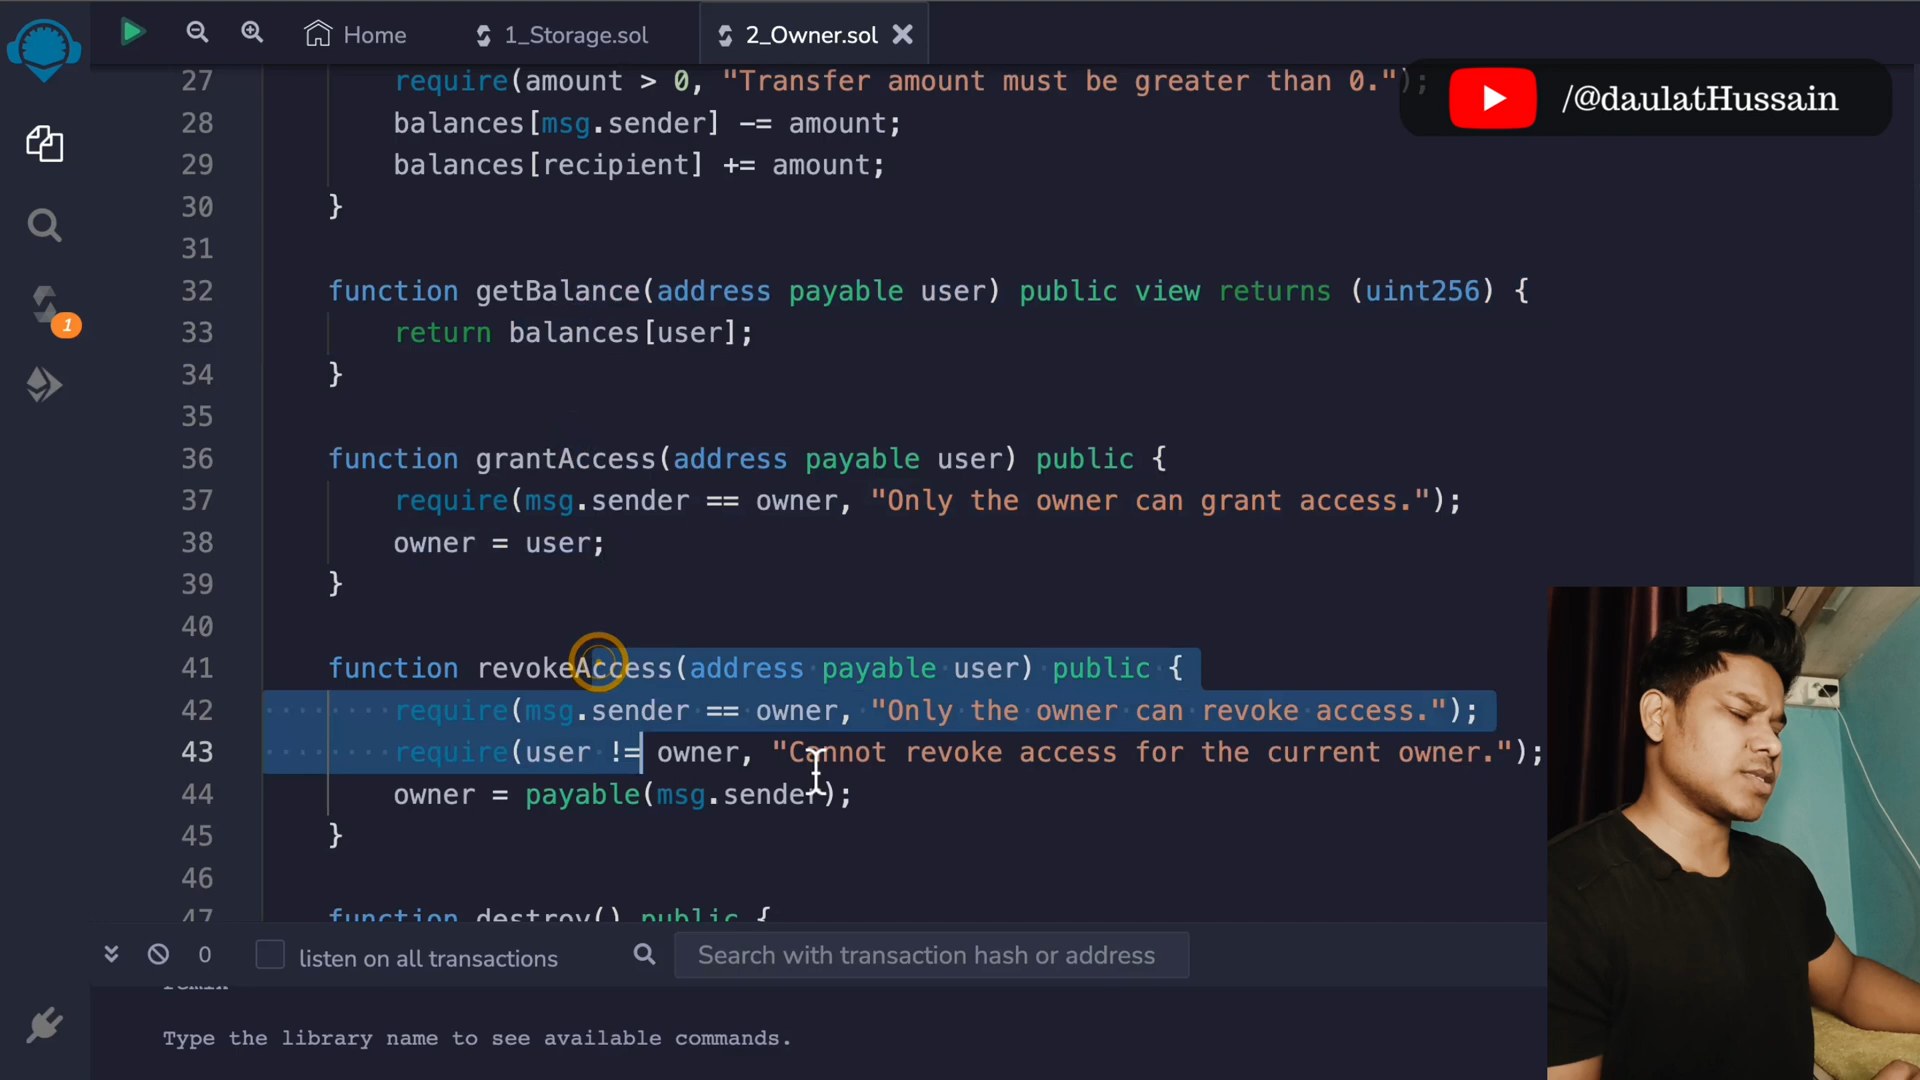 Home
1_Storage.sol
2_Owner.sol
/@daulatHussain
27 require(amount > 0, "Transfer amount must be greater than 0.");
28 balances[msg.sender] -= amount;
29 balances[recipient] += amount;
30 }
31
32 function getBalance(address payable user) public view returns (uint256) {
33 return balances[user];
34 }
35
36 function grantAccess(address payable user) public {
37 require(msg.sender == owner, "Only the owner can grant access.");
38 owner = user;
39 }
40
41 function revokeAccess(address payable user) public {
42 require(msg.sender == owner, "Only the owner can revoke access.");
43 require(user != owner, "Cannot revoke access for the current owner.");
44 owner = payable(msg.sender);
45 }
46
47 function destroy() public {
1
0
listen on all transactions
Search with transaction hash or address
remix
Type the library name to see available commands.